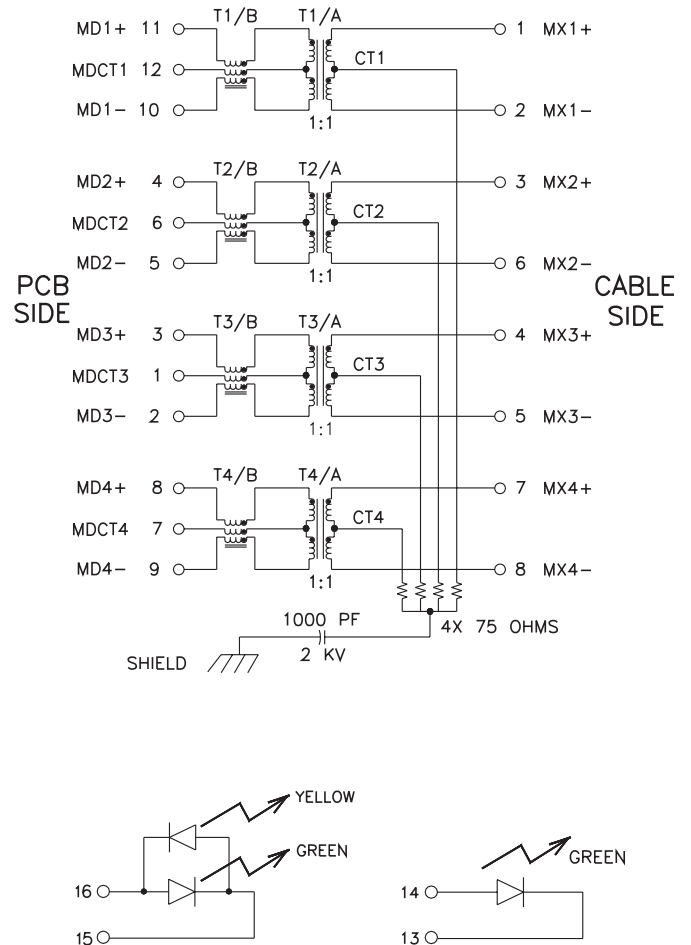 T1/B T1/A
MD1+ 11 1 MX1+
MDCT1 12 CT1
MD1− 10 2 MX1−
1:1
T2/B T2/A
MD2+ 4 3 MX2+
MDCT2 6 CT2
MD2− 5 6 MX2−
1:1
PCB SIDE
CABLE SIDE
T3/B T3/A
MD3+ 3 4 MX3+
MDCT3 1 CT3
MD3− 2 5 MX3−
1:1
T4/B T4/A
MD4+ 8 7 MX4+
MDCT4 7 CT4
MD4− 9 8 MX4−
1:1
1000 PF
4X 75 OHMS
2 KV
SHIELD
YELLOW
GREEN
16
15
GREEN
14
13